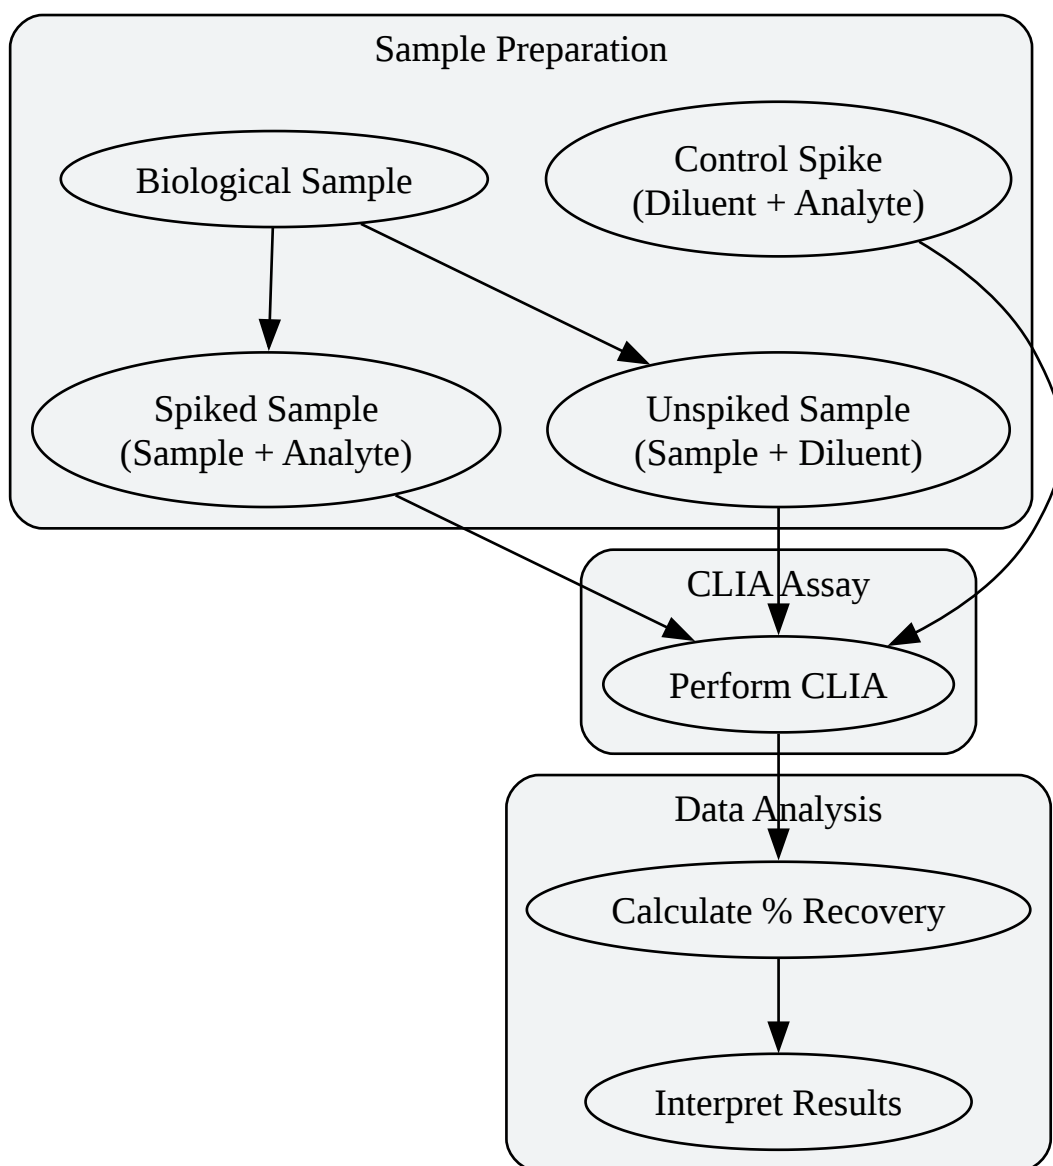 Sample Preparation
Biological Sample
Control Spike
(Diluent + Analyte)
Spiked Sample
(Sample + Analyte)
Unspiked Sample
(Sample + Diluent)
CLIA Assay
Perform CLIA
Data Analysis
Calculate % Recovery
Interpret Results